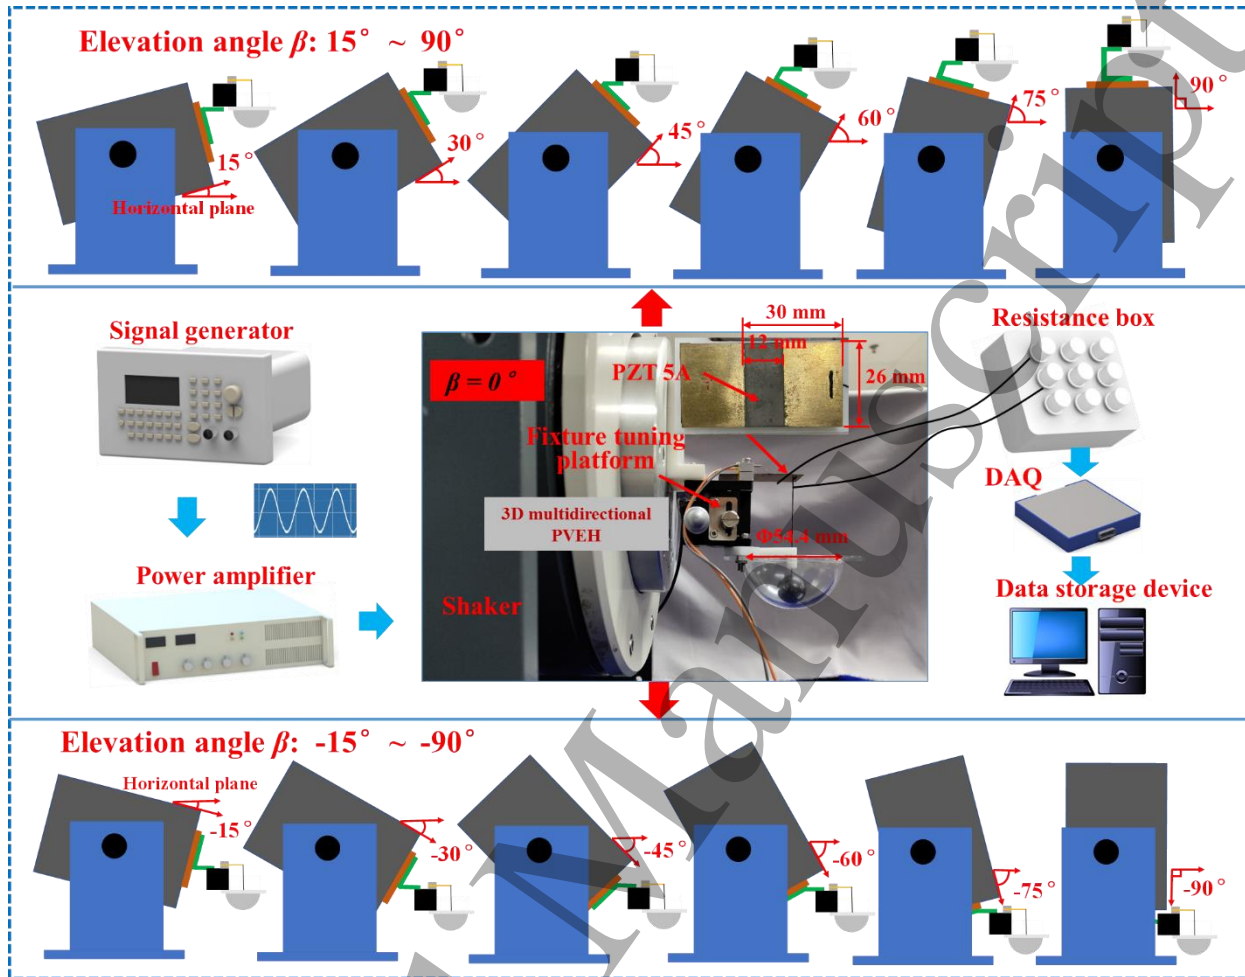 Elevation angle β: 15° ~ 90°
15°
Horizontal plane
30°
45°
60°
75°
90°
Signal generator
Power amplifier
β = 0°
30 mm
12 mm
PZT 5A
26 mm
Fixture tuning
platform
3D multidirectional
PVEH
Φ54.4 mm
Shaker
Resistance box
DAQ
Data storage device
Elevation angle β: -15° ~ -90°
Horizontal plane
-15°
-30°
-45°
-60°
-75°
-90°
Manuscript